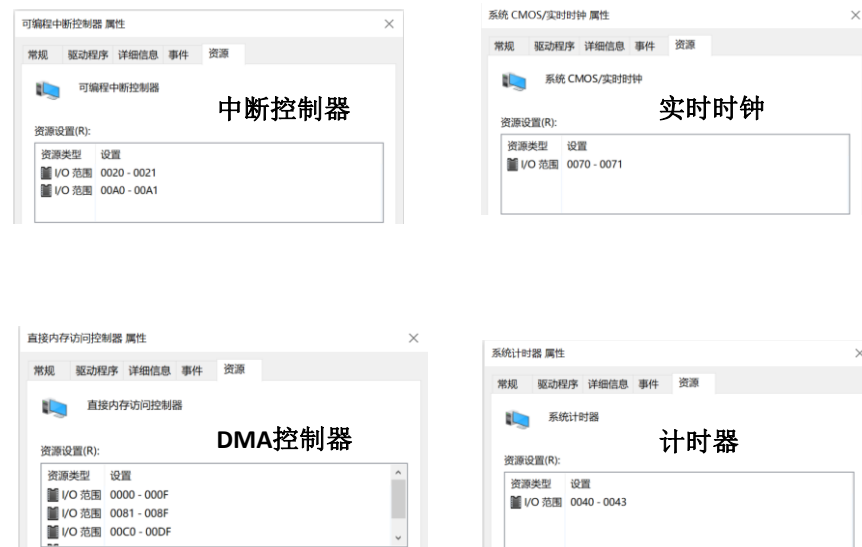 可编程中断控制器 属性
常规 驱动程序 详细信息 事件 资源
可编程中断控制器
中断控制器
资源设置(R):
资源类型 设置
I/O 范围 0020 - 0021
I/O 范围 00A0 - 00A1
系统 CMOS/实时时钟 属性
常规 驱动程序 详细信息 事件 资源
系统 CMOS/实时时钟
实时时钟
资源设置(R):
资源类型 设置
I/O 范围 0070 - 0071
直接内存访问控制器 属性
常规 驱动程序 详细信息 事件 资源
直接内存访问控制器
DMA控制器
资源设置(R):
资源类型 设置
I/O 范围 0000 - 000F
I/O 范围 0081 - 008F
I/O 范围 00C0 - 00DF
系统计时器 属性
常规 驱动程序 详细信息 事件 资源
系统计时器
计时器
资源设置(R):
资源类型 设置
I/O 范围 0040 - 0043